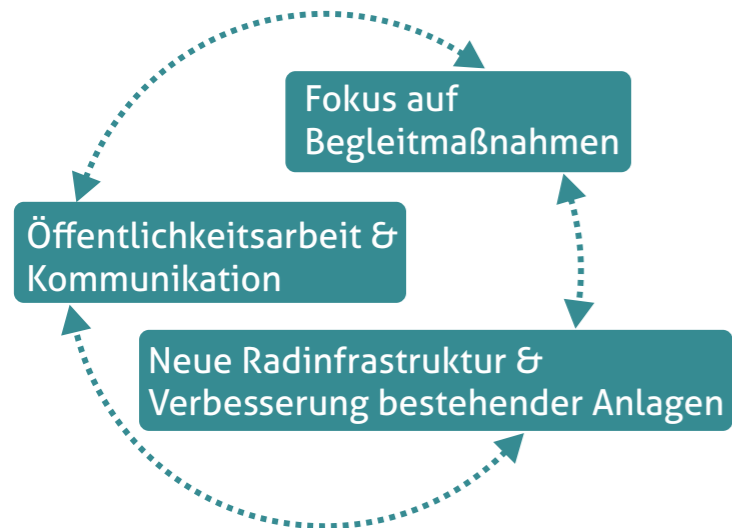 Fokus auf
Begleitmaßnahmen
Öffentlichkeitsarbeit &
Kommunikation
Neue Radinfrastruktur &
Verbesserung bestehender Anlagen